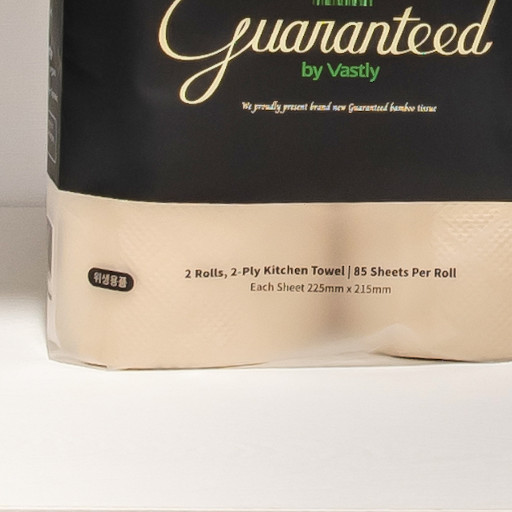 Guaranteed
by Vastly
We proudly present brand new Guaranteed bamboo tissue
위생용품
2 Rolls, 2-Ply Kitchen Towel | 85 Sheets Per Roll
Each Sheet 225mm x 215mm